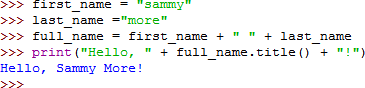 >>> first_name = "sammy"
>>> last_name ="more"
>>> full_name = first_name + " " + last_name
>>> print("Hello, " + full_name.title() + "!")
Hello, Sammy More!
>>>